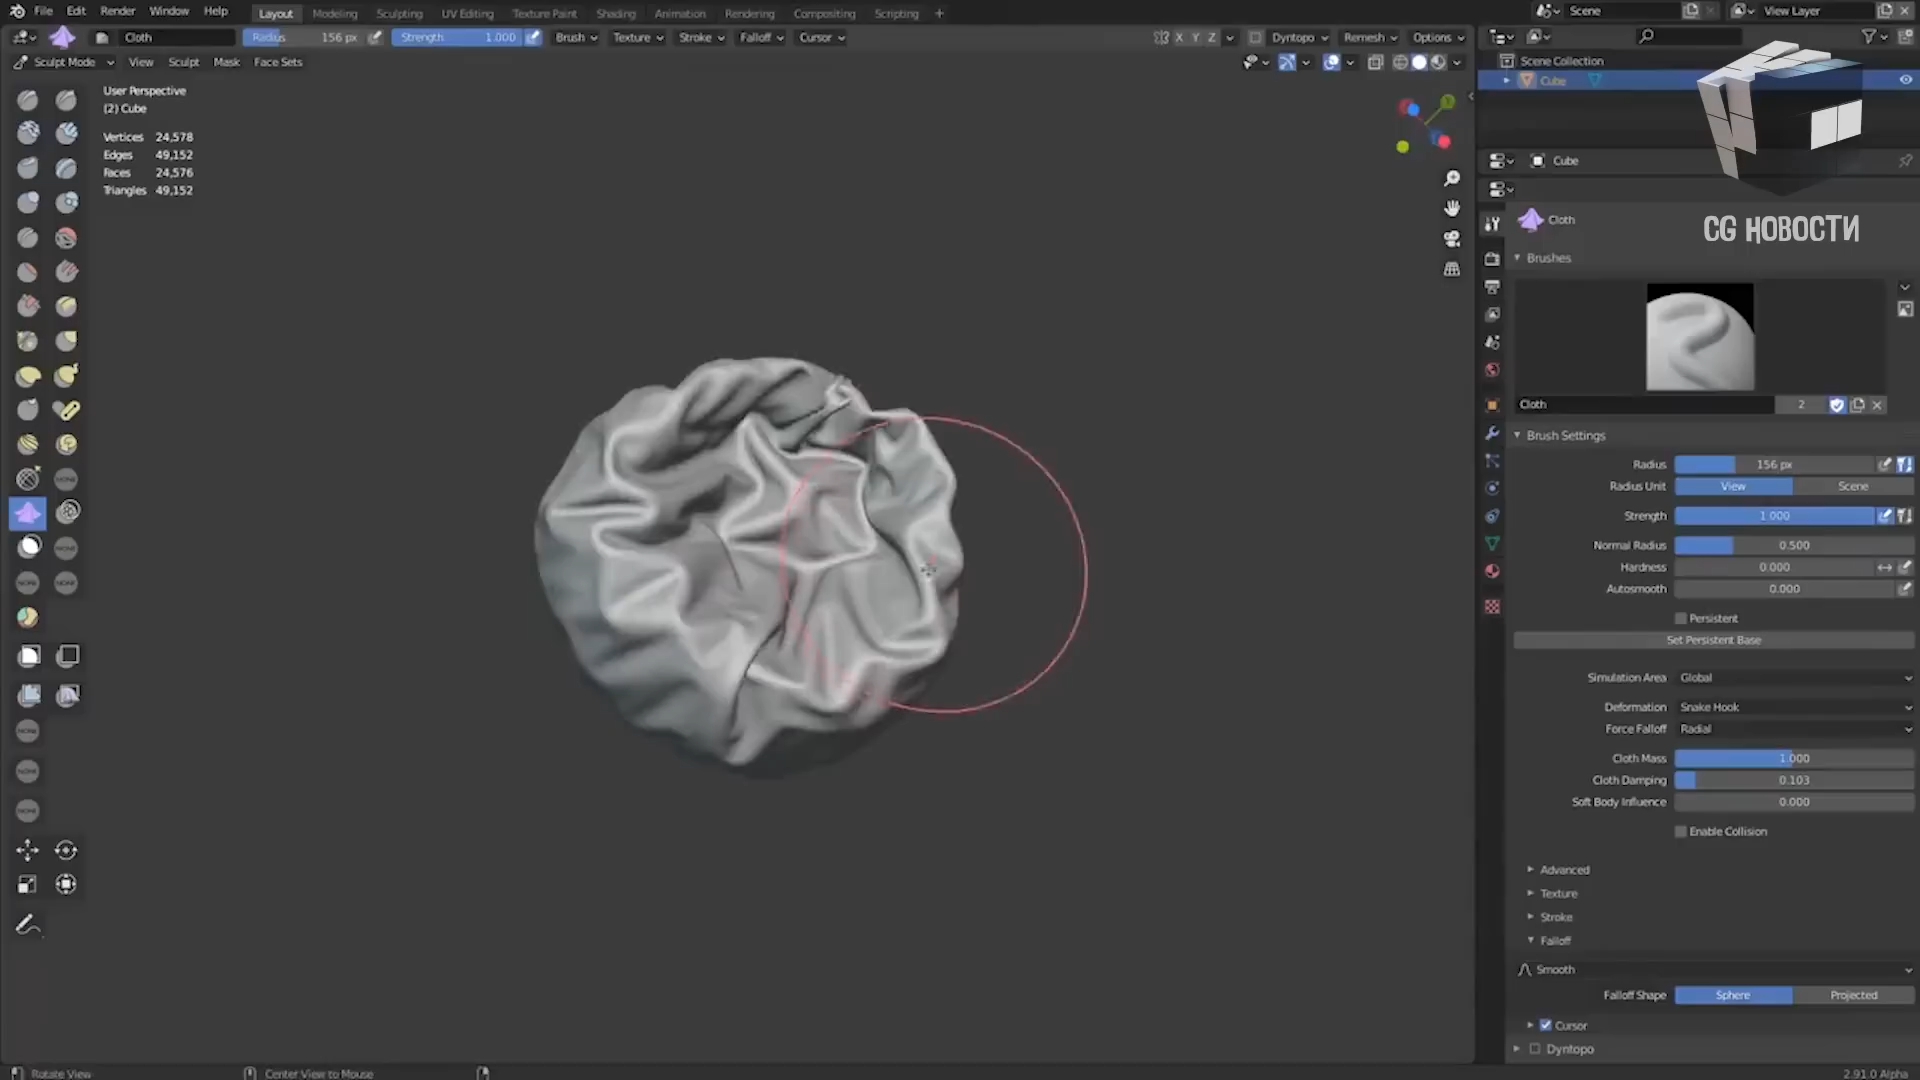 File Edit Render Window Help Layout Modeling Sculpting UV Editing Texture Paint Shading Animation Rendering Compositing Scripting + Scene View Layer
Cloth Radius 156 px Strength 1.000 Brush Texture Stroke Falloff Cursor X Y Z Dyntopo Remesh Options
Sculpt Mode View Sculpt Mask Face Sets
Scene Collection
Cube
User Perspective
(2) Cube
Vertices 24,578
Edges 49,152
Faces 24,576
Triangles 49,152
Y
CG НОВОСТИ
Cube
Cloth
Brushes
Cloth 2
Brush Settings
Radius 156 px
Radius Unit View Scene
Strength 1.000
Normal Radius 0.500
Hardness 0.000
Autosmooth 0.000
Persistent
Set Persistent Base
Simulation Area Global
Deformation Snake Hook
Force Falloff Radial
Cloth Mass 1.000
Cloth Damping 0.103
Soft Body Influence 0.000
Enable Collision
Advanced
Texture
Stroke
Falloff
Smooth
Falloff Shape Sphere Projected
Cursor
Dyntopo
NONE
NONE
NONE NONE
NONE
NONE
NONE
Rotate View Center View to Mouse 2.91.0 Alpha